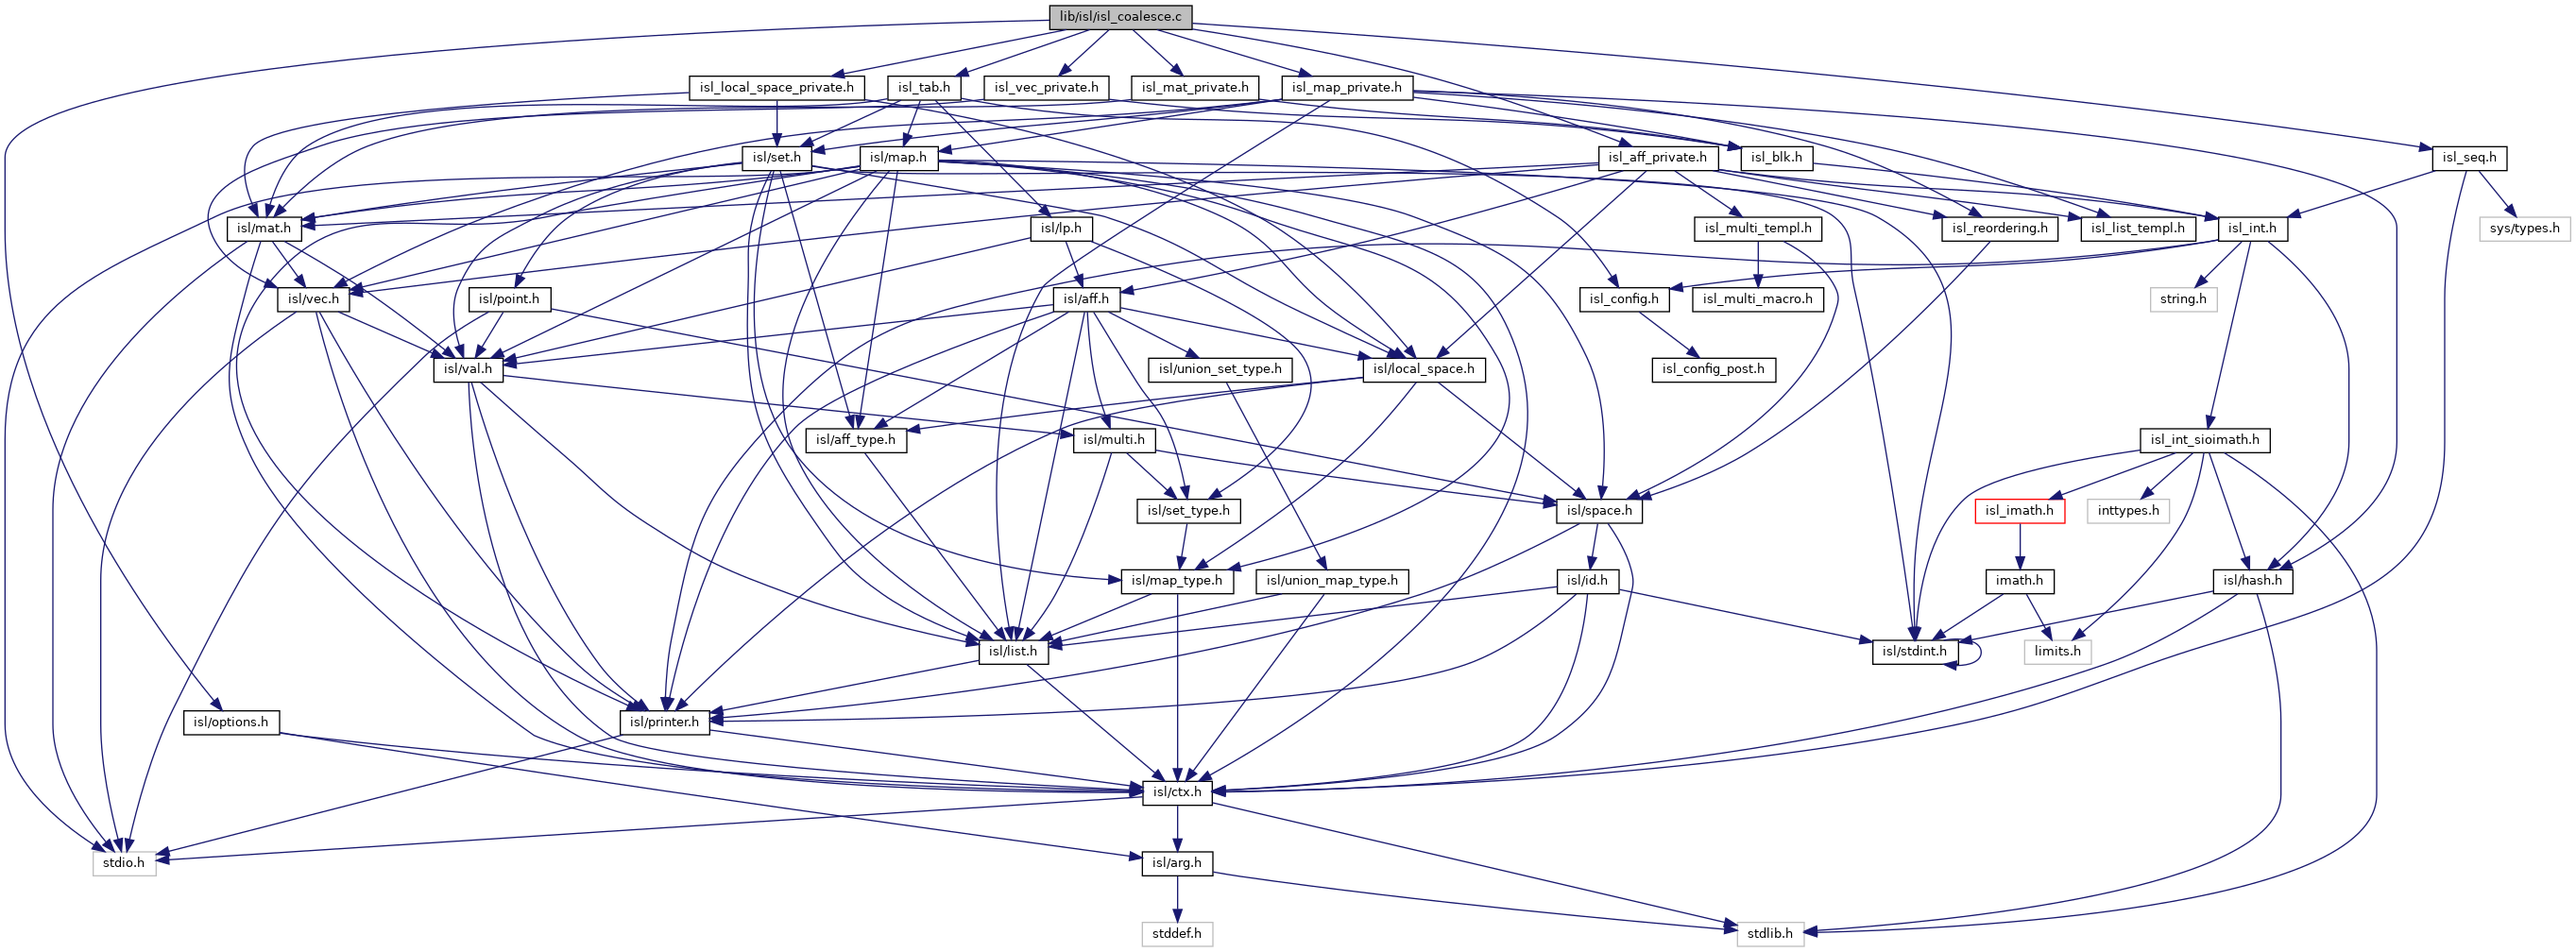 lib/isl/isl_coalesce.c
isl_local_space_private.h
isl_tab.h
isl_vec_private.h
isl_mat_private.h
isl_map_private.h
isl/set.h
isl/map.h
isl_aff_private.h
isl_blk.h
isl_seq.h
isl/mat.h
isl/lp.h
isl_multi_templ.h
isl_reordering.h
isl_list_templ.h
isl_int.h
sys/types.h
isl/vec.h
isl/point.h
isl/aff.h
isl_config.h
isl_multi_macro.h
string.h
isl/val.h
isl/union_set_type.h
isl/local_space.h
isl_config_post.h
isl/aff_type.h
isl/multi.h
isl_int_sioimath.h
isl/set_type.h
isl/space.h
isl_imath.h
inttypes.h
isl/map_type.h
isl/union_map_type.h
isl/id.h
imath.h
isl/hash.h
isl/list.h
isl/stdint.h
limits.h
isl/options.h
isl/printer.h
isl/ctx.h
stdio.h
isl/arg.h
stddef.h
stdlib.h